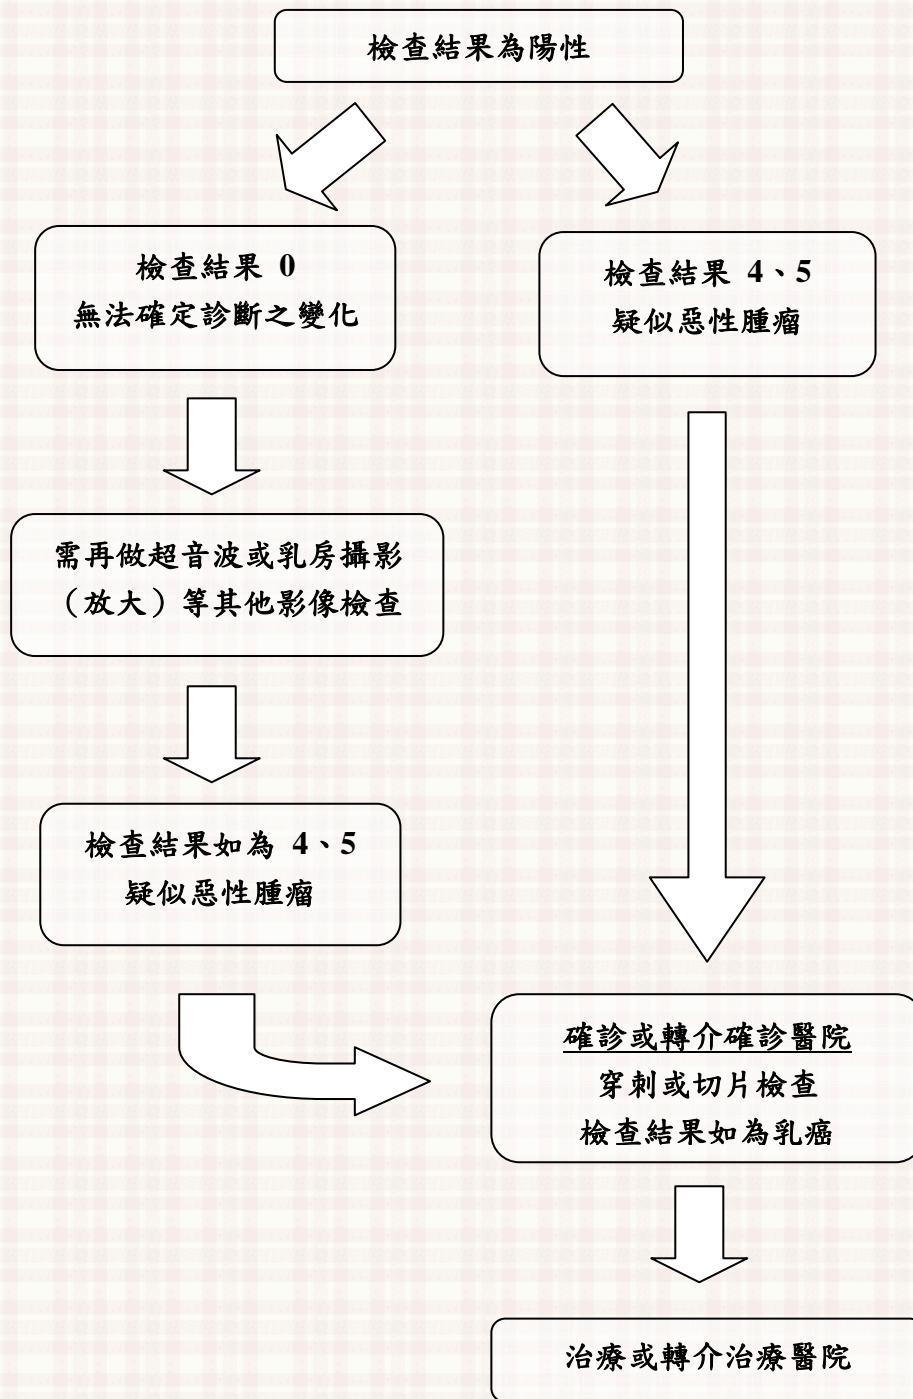 檢查結果為陽性
檢查結果 0
無法確定診斷之變化
檢查結果 4、5
疑似惡性腫瘤
需再做超音波或乳房攝影
（放大）等其他影像檢查
檢查結果如為 4、5
疑似惡性腫瘤
確診或轉介確診醫院
穿刺或切片檢查
檢查結果如為乳癌
治療或轉介治療醫院